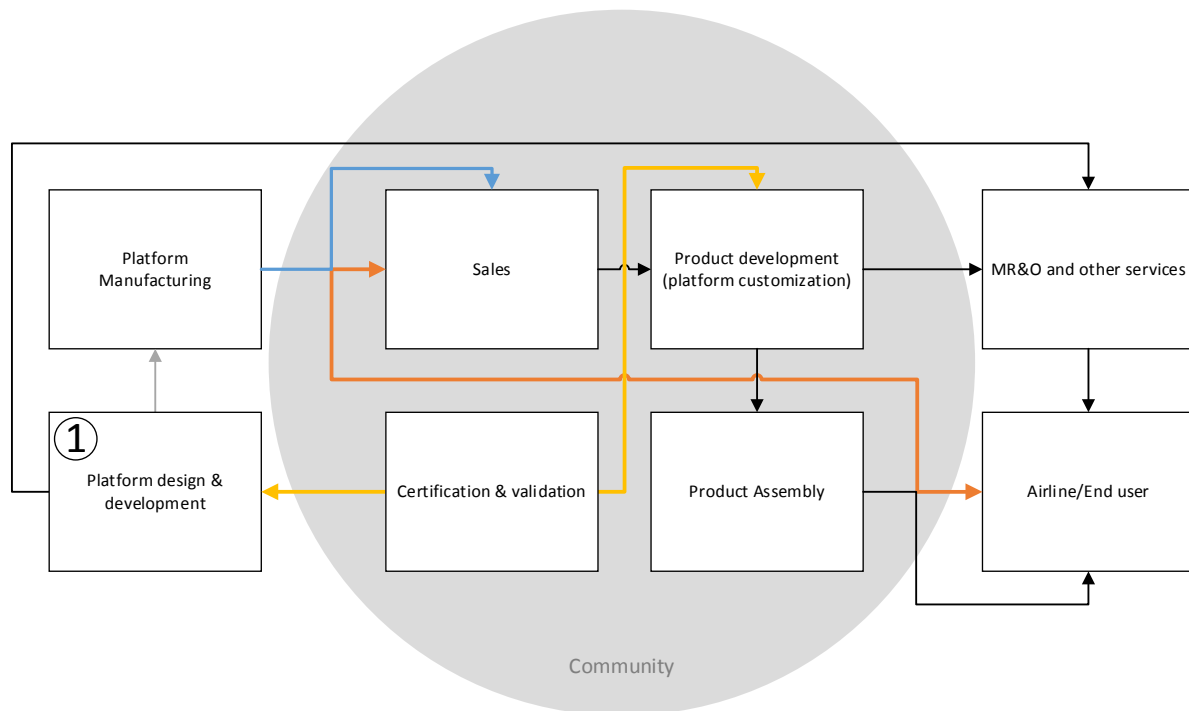 Platform
Manufacturing
Sales
Product development
(platform customization)
MR&O and other services
1
Platform design &
development
Certification & validation
Product Assembly
Airline/End user
Community